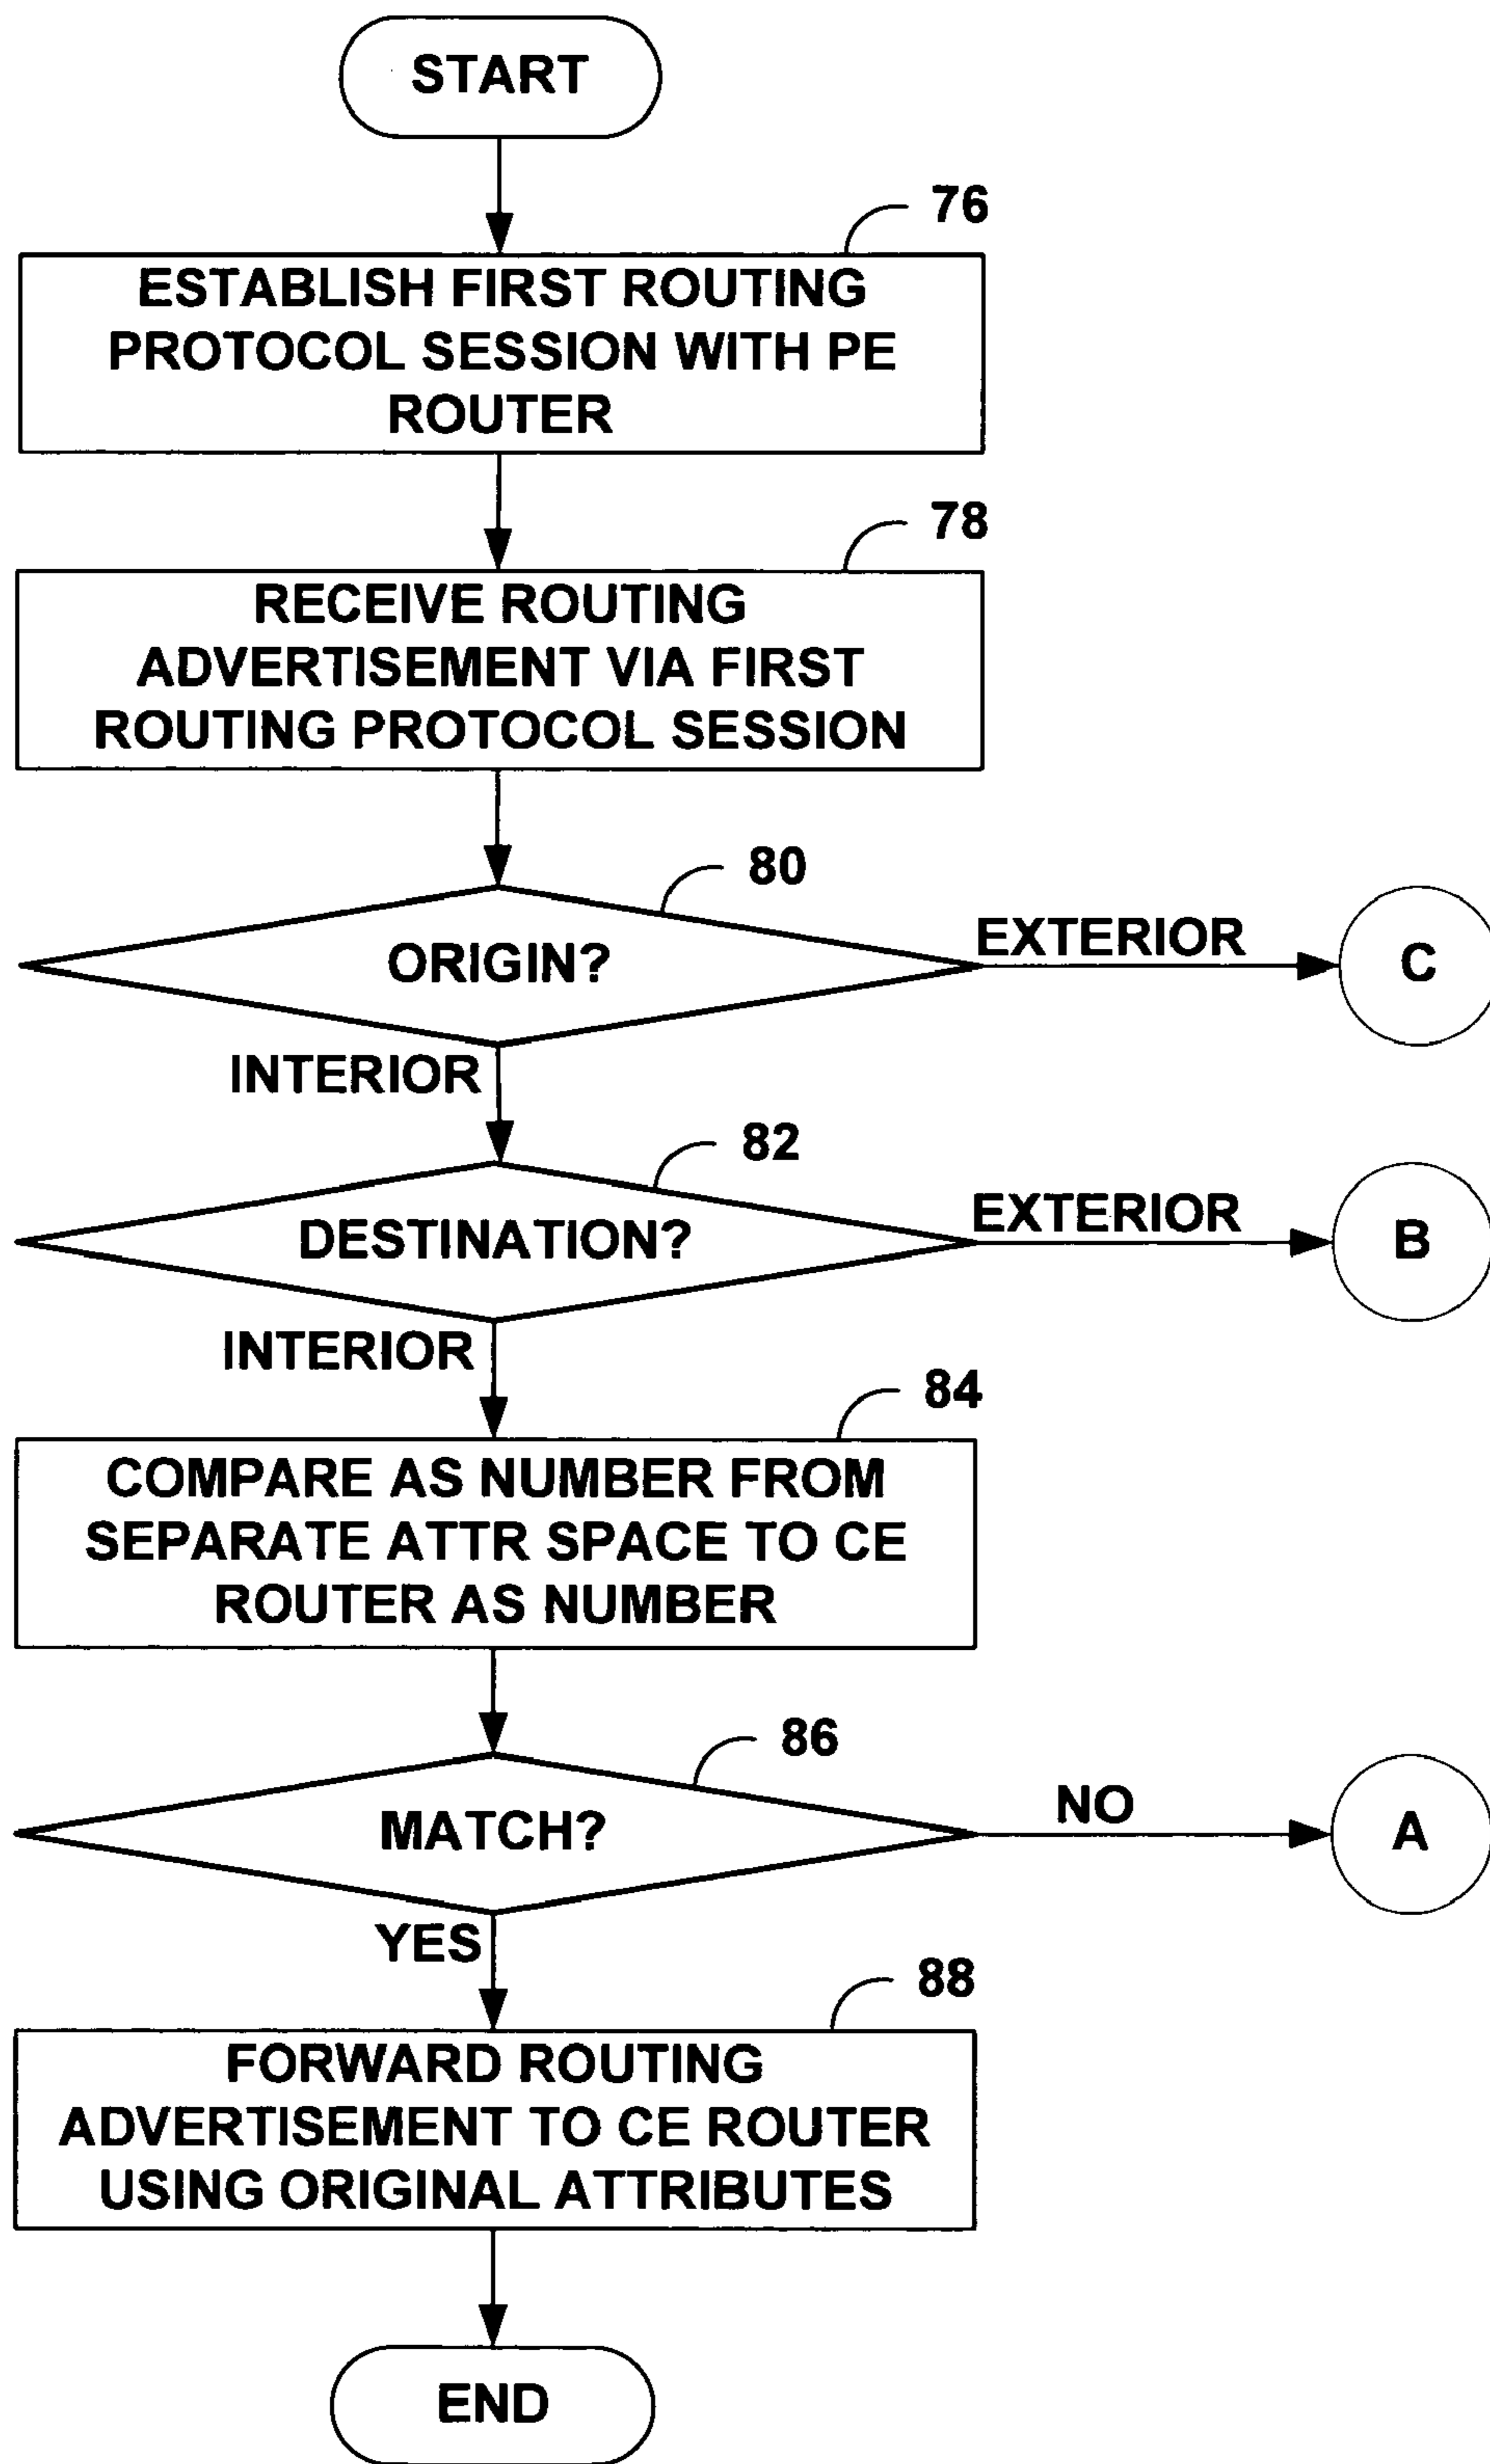 START
76
ESTABLISH FIRST ROUTING
PROTOCOL SESSION WITH PE
ROUTER
78
RECEIVE ROUTING
ADVERTISEMENT VIA FIRST
ROUTING PROTOCOL SESSION
80
ORIGIN?
EXTERIOR
C
INTERIOR
82
DESTINATION?
EXTERIOR
B
INTERIOR
84
COMPARE AS NUMBER FROM
SEPARATE ATTR SPACE TO CE
ROUTER AS NUMBER
86
MATCH?
NO
A
YES
88
FORWARD ROUTING
ADVERTISEMENT TO CE ROUTER
USING ORIGINAL ATTRIBUTES
END